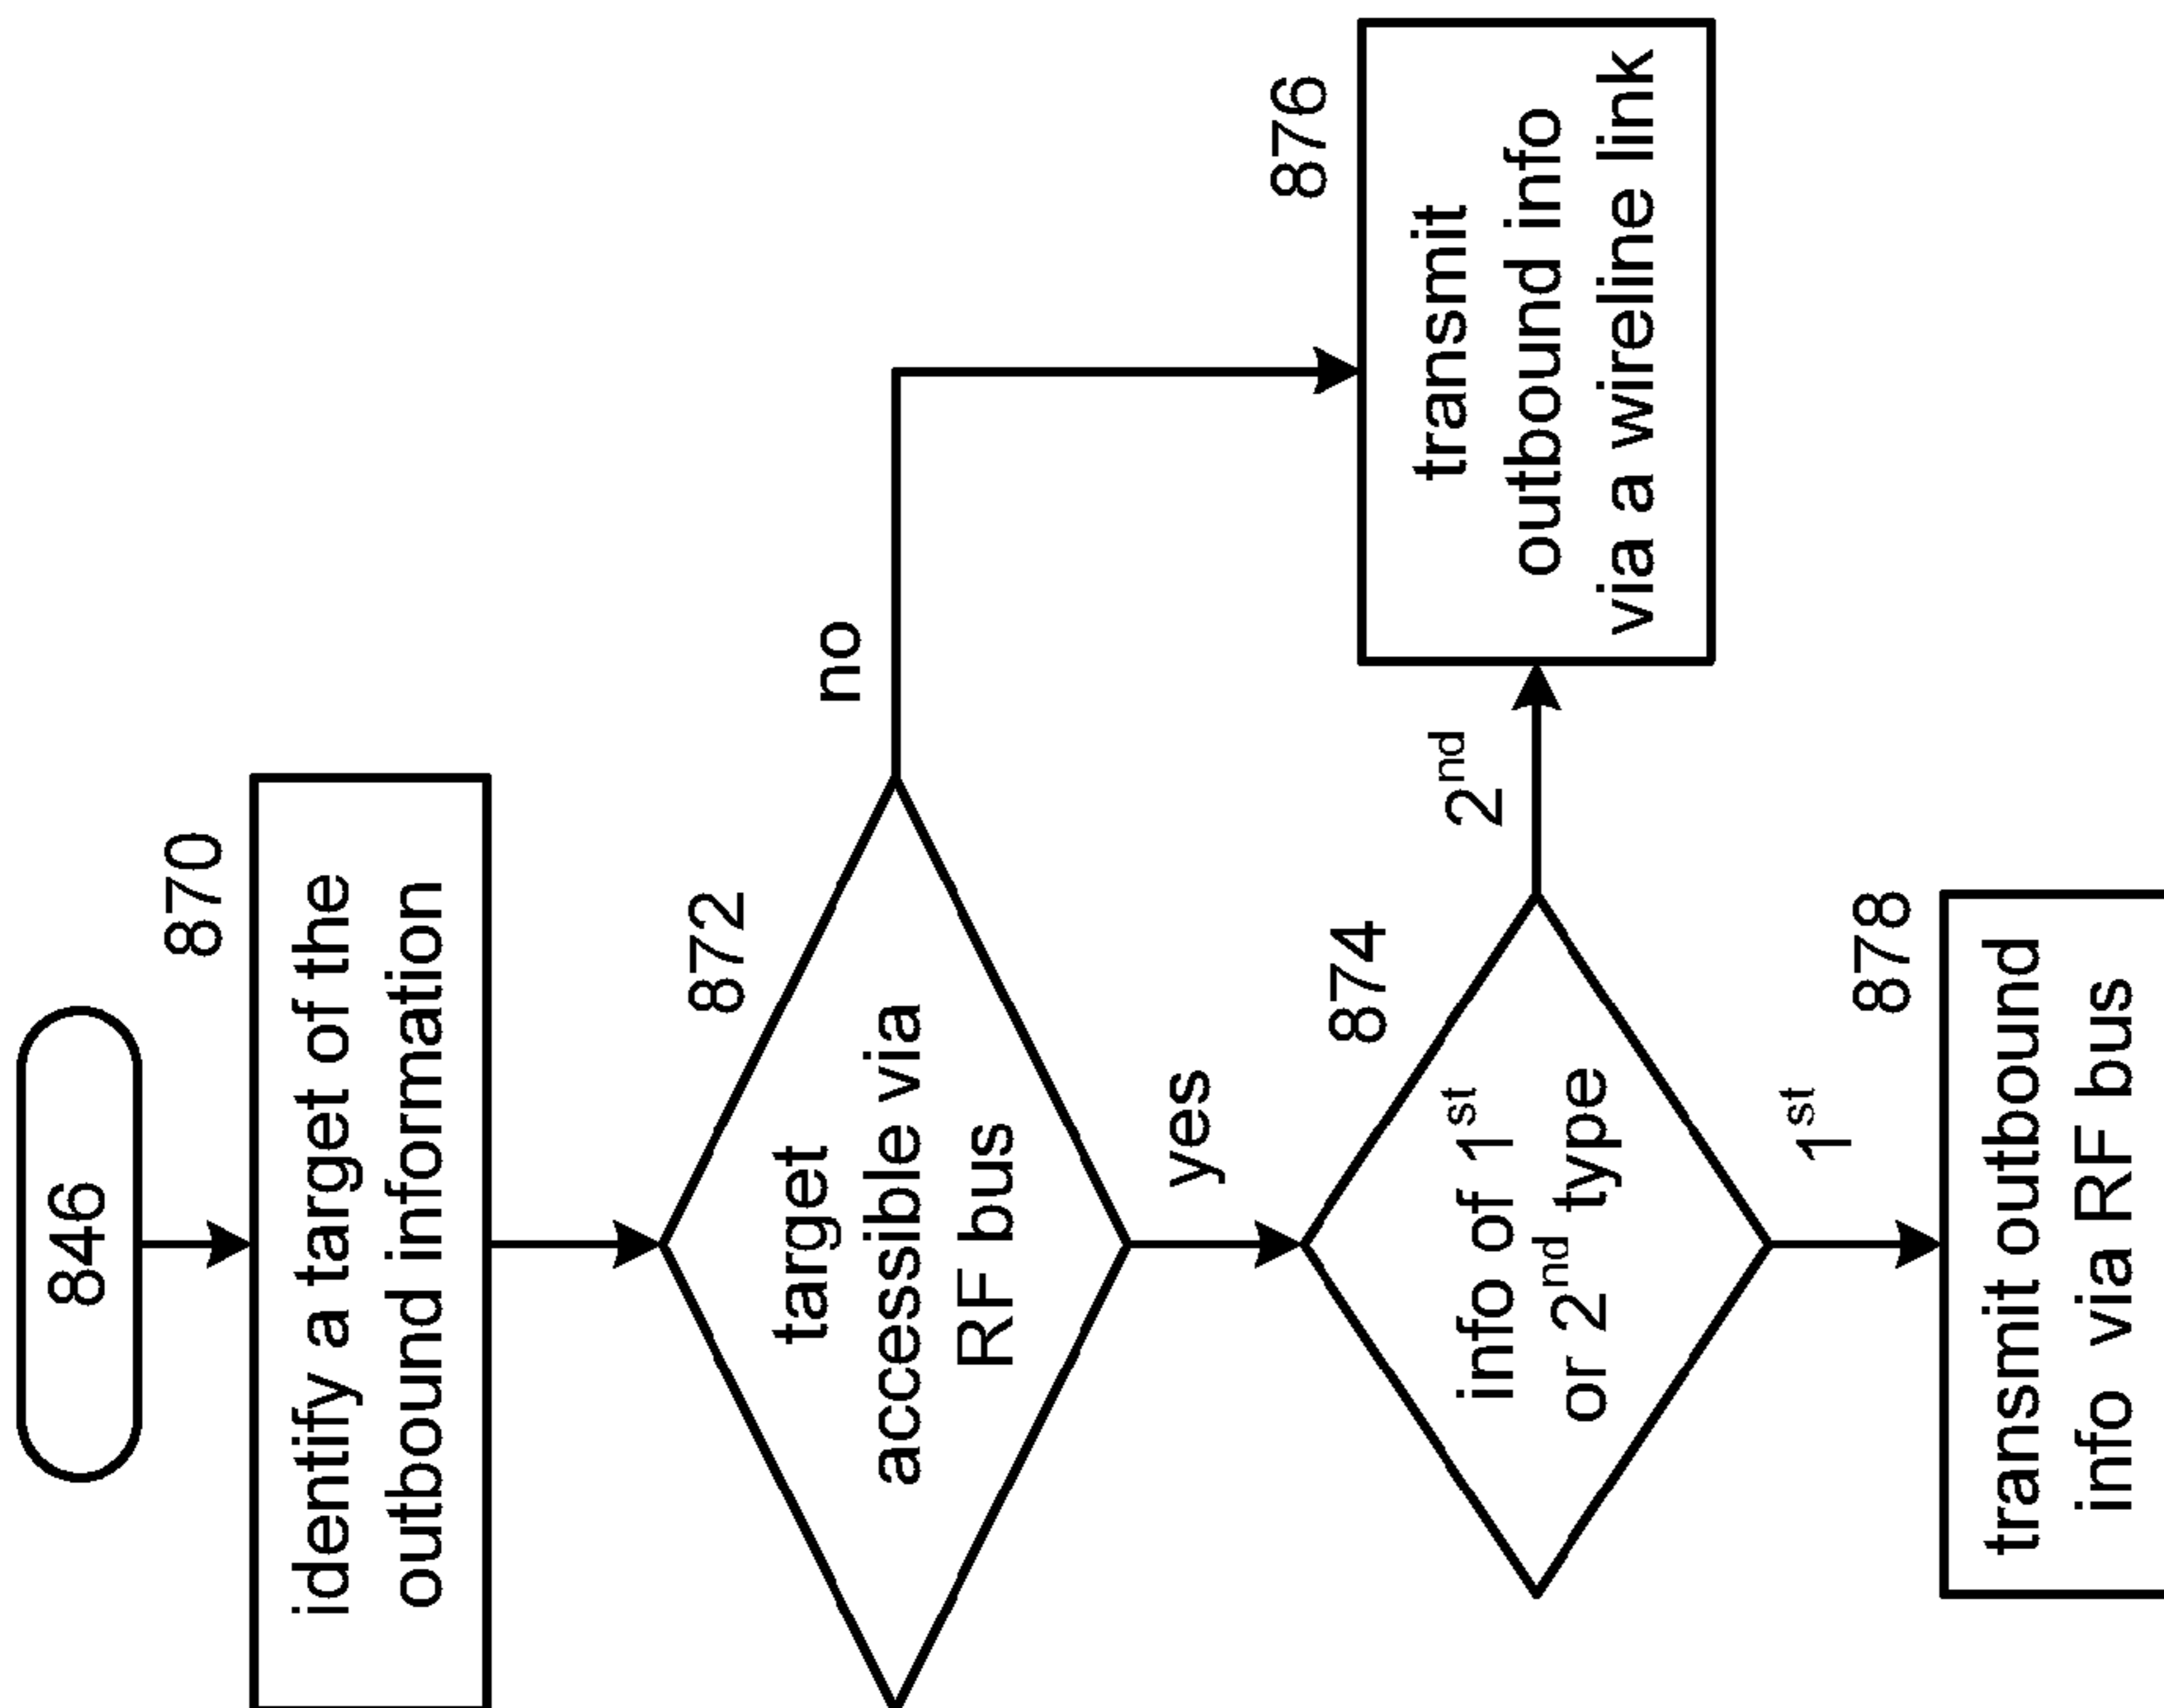 846
870
identify a target of the
outbound information
872
target
accessible via
RF bus
no
yes
874
info of 1st
or 2nd type
2nd
876
transmit
outbound info
via a wireline link
1st
878
transmit outbound
info via RF bus